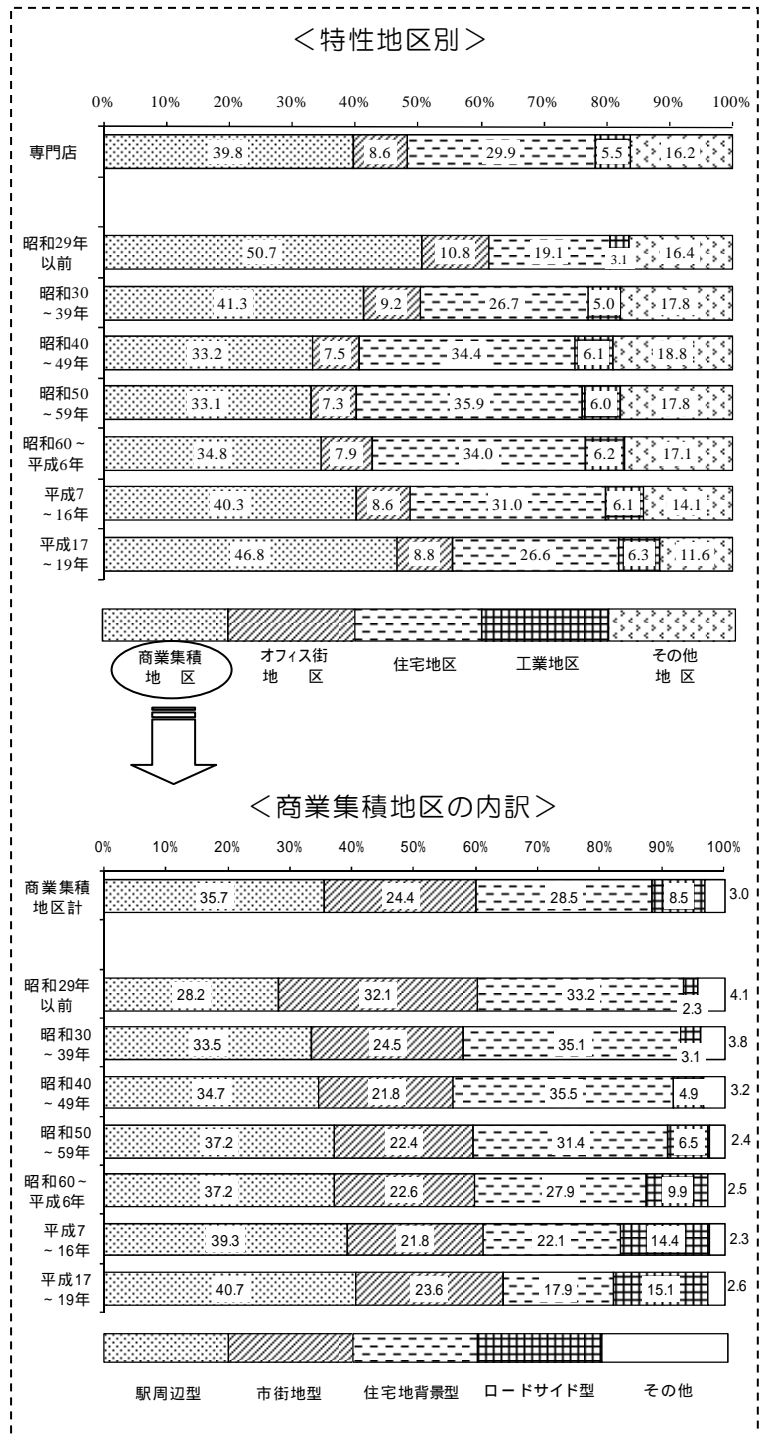 ＜特性地区別＞
0% 10% 20% 30% 40% 50% 60% 70% 80% 90% 100%
専門店 39.8 8.6 29.9 5.5 16.2
昭和29年
以前 50.7 10.8 19.1 3.1 16.4
昭和30
～39年 41.3 9.2 26.7 5.0 17.8
昭和40
～49年 33.2 7.5 34.4 6.1 18.8
昭和50
～59年 33.1 7.3 35.9 6.0 17.8
昭和60～
平成6年 34.8 7.9 34.0 6.2 17.1
平成7
～16年 40.3 8.6 31.0 6.1 14.1
平成17
～19年 46.8 8.8 26.6 6.3 11.6
商業集積
地 区
オフィス街
地 区
住宅地区
工業地区
その他
地 区
＜商業集積地区の内訳＞
0% 10% 20% 30% 40% 50% 60% 70% 80% 90% 100%
商業集積
地区計 35.7 24.4 28.5 8.5 3.0
昭和29年
以前 28.2 32.1 33.2 2.3 4.1
昭和30
～39年 33.5 24.5 35.1 3.1 3.8
昭和40
～49年 34.7 21.8 35.5 4.9 3.2
昭和50
～59年 37.2 22.4 31.4 6.5 2.4
昭和60～
平成6年 37.2 22.6 27.9 9.9 2.5
平成7
～16年 39.3 21.8 22.1 14.4 2.3
平成17
～19年 40.7 23.6 17.9 15.1 2.6
駅周辺型 市街地型 住宅地背景型 ロードサイド型 その他